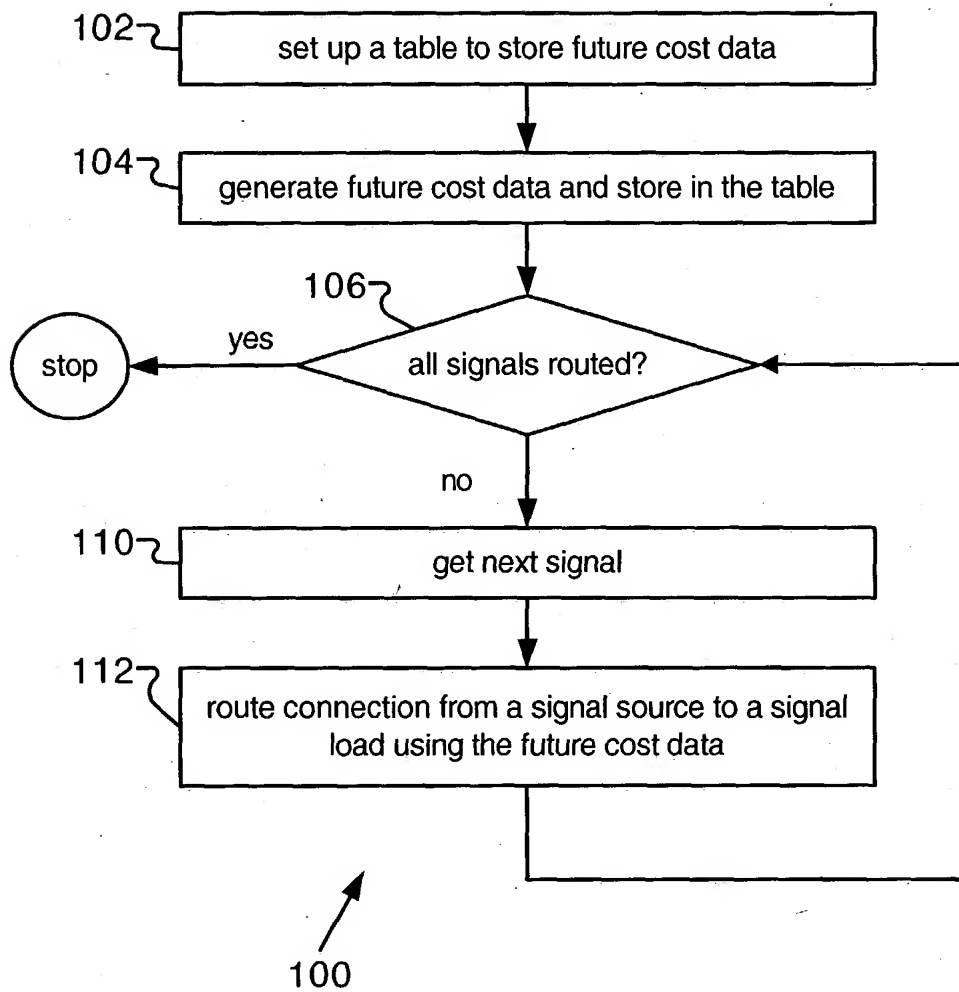 102
set up a table to store future cost data
104
generate future cost data and store in the table
106
yes
stop
all signals routed?
no
110
get next signal
112
route connection from a signal source to a signal
load using the future cost data
100